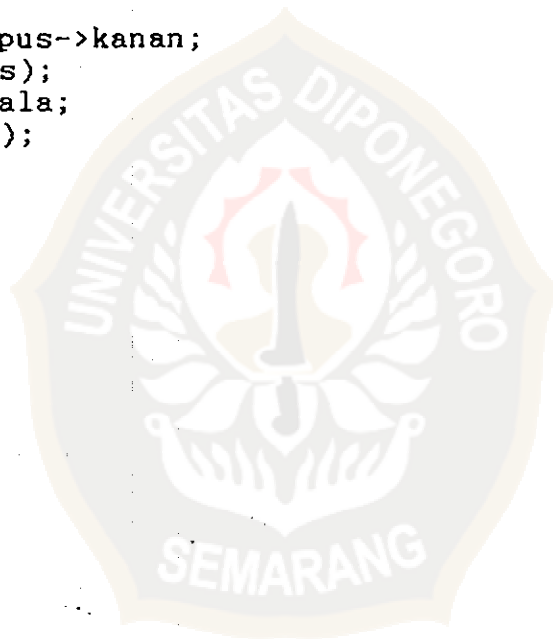 pus->kanan;
s);
ala;
);
UNIVERSITAS DIPONEGORO
SEMARANG